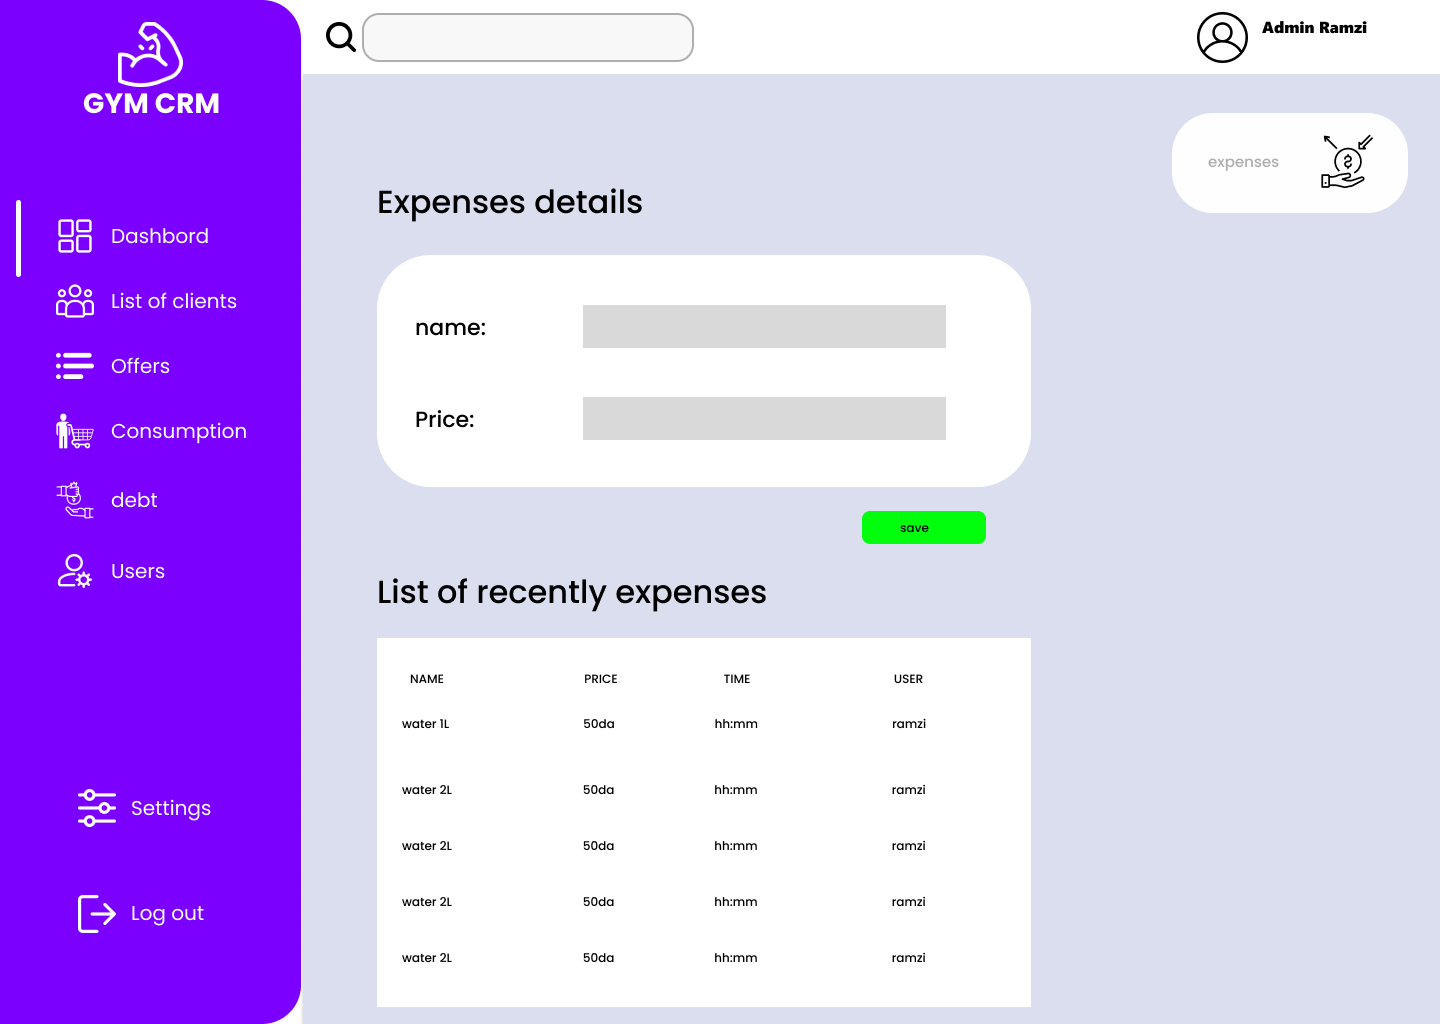 GYM CRM
Dashbord
List of clients
Offers
Consumption
debt
Users
Settings
Log out
Admin Ramzi
expenses
Expenses details
name:
Price:
save
List of recently expenses
NAME PRICE TIME USER
water 1L 50da hh:mm ramzi
water 2L 50da hh:mm ramzi
water 2L 50da hh:mm ramzi
water 2L 50da hh:mm ramzi
water 2L 50da hh:mm ramzi